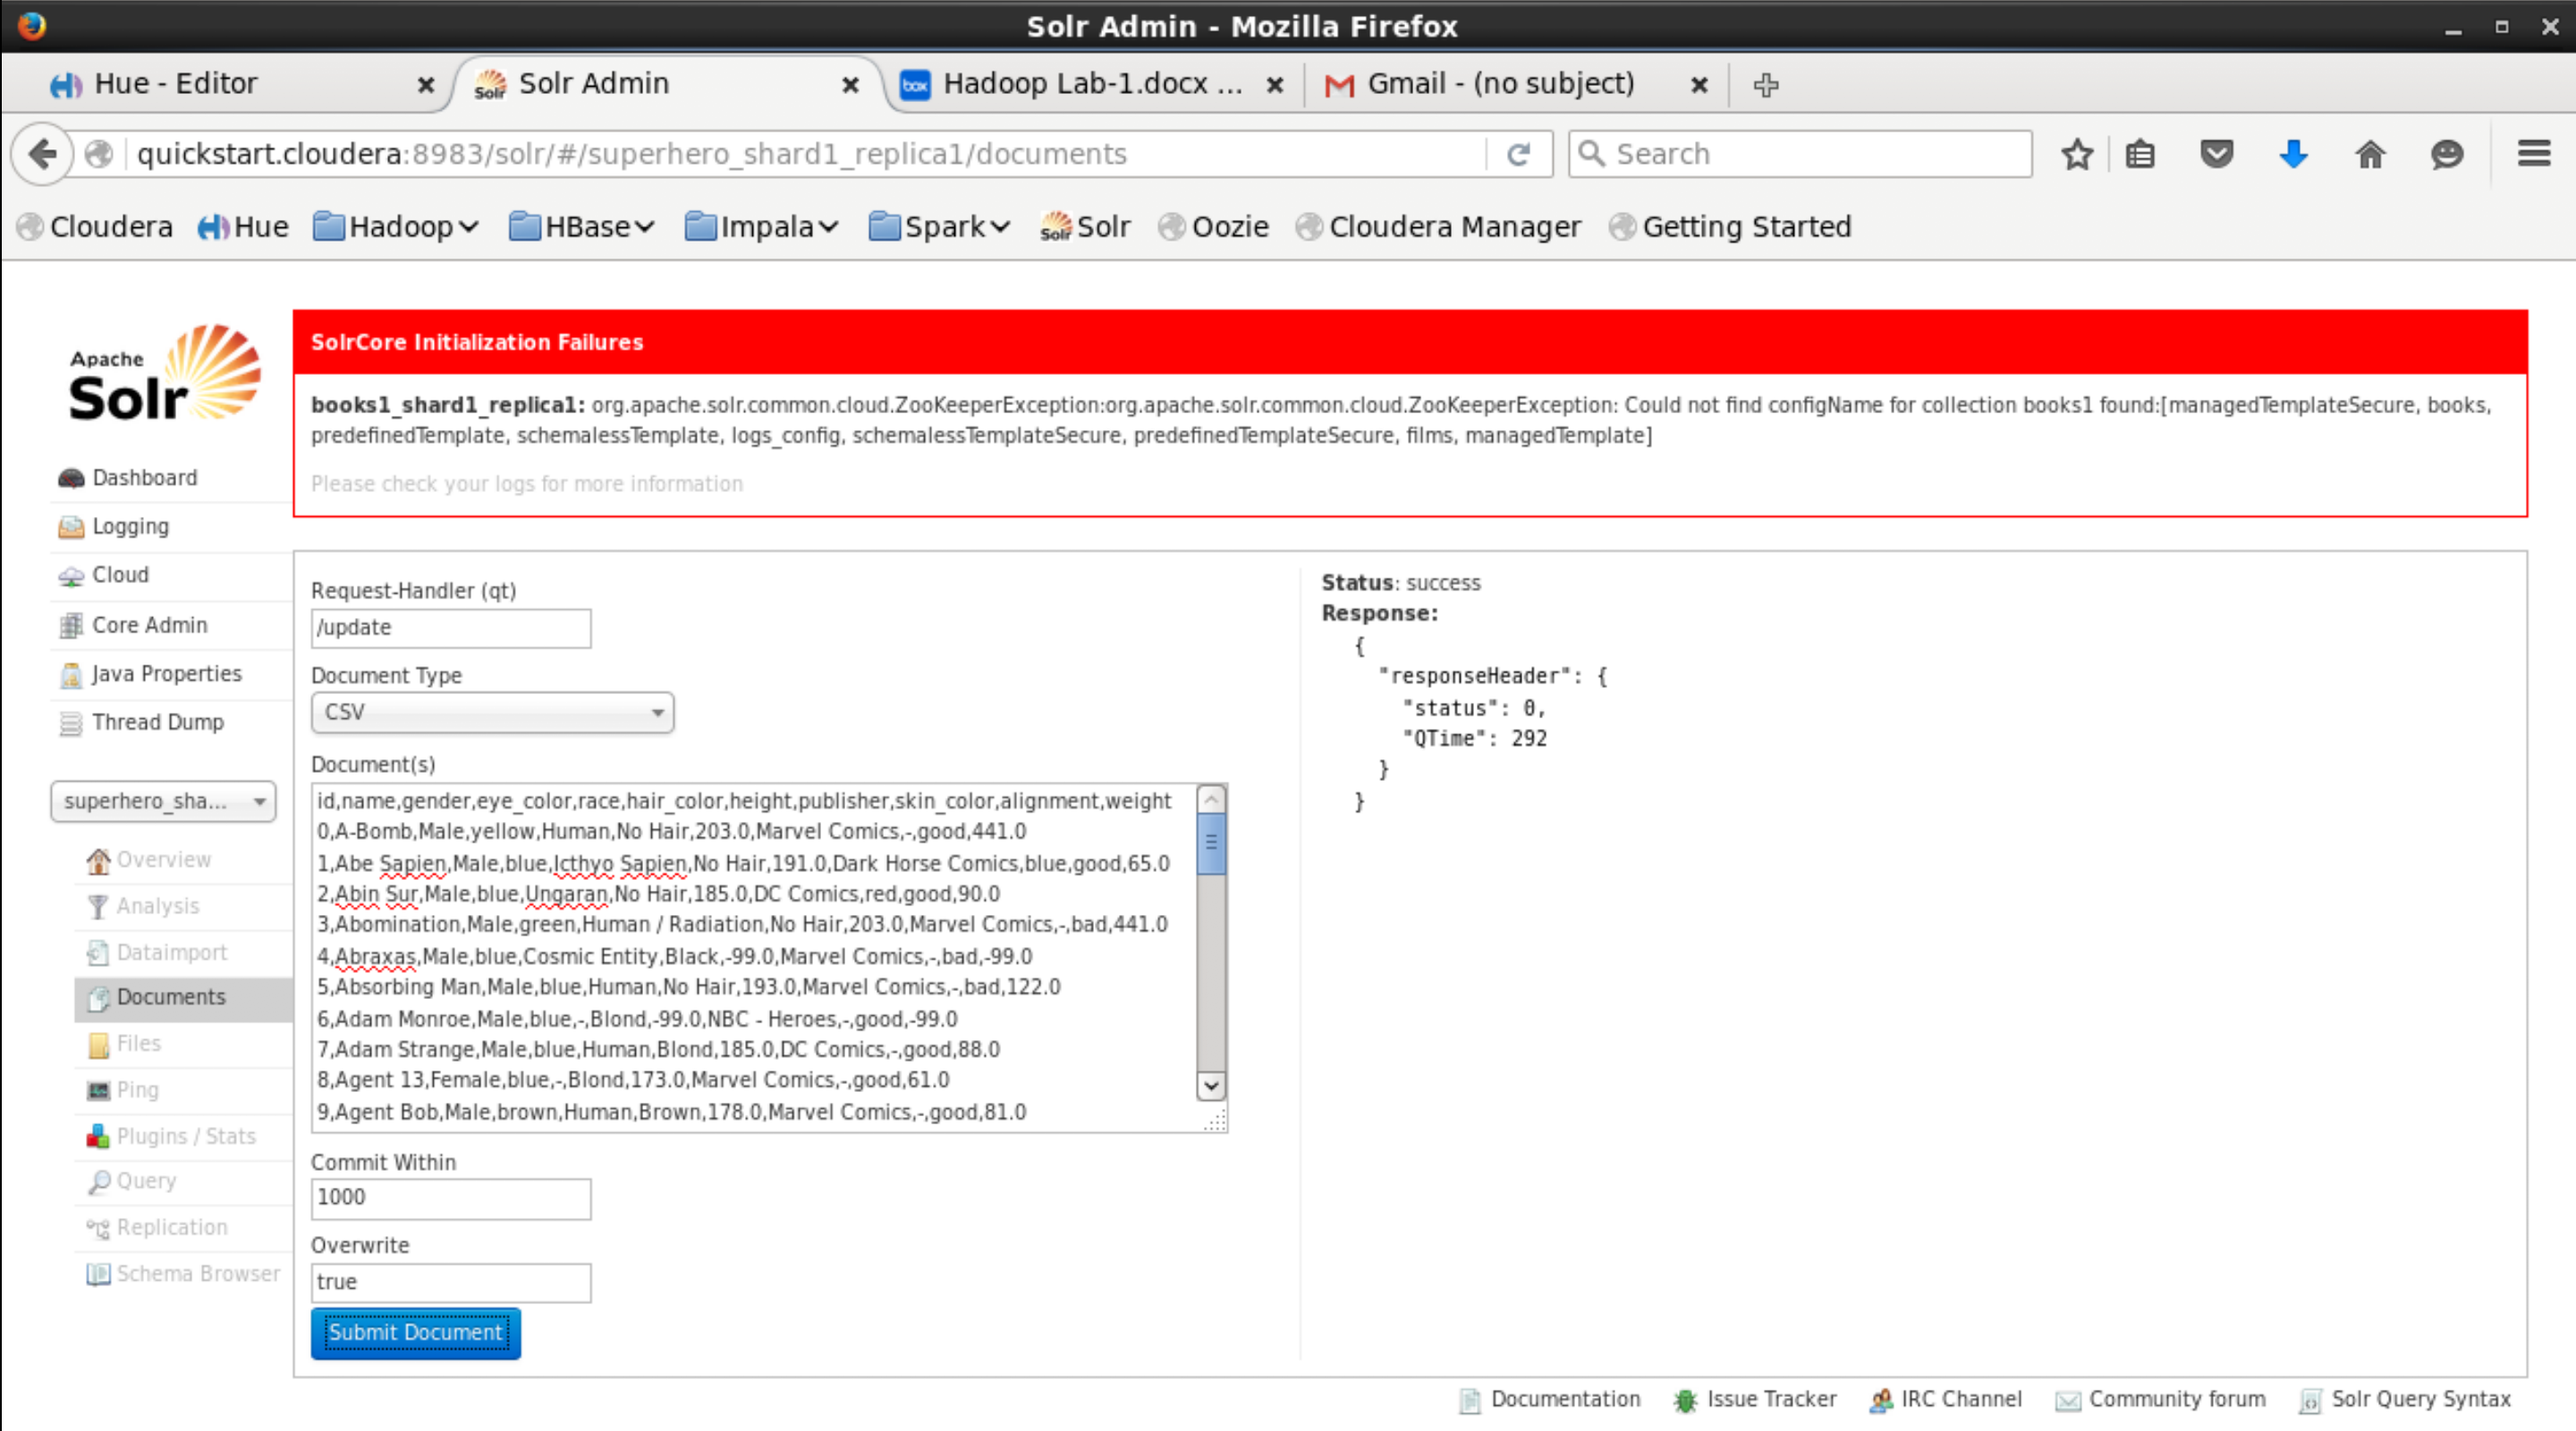 Solr Admin - Mozilla Firefox
Hue - Editor
Solr Admin
Hadoop Lab-1.docx ...
Gmail - (no subject)
quickstart.cloudera:8983/solr/#/superhero_shard1_replica1/documents
Search
Cloudera Hue Hadoop HBase Impala Spark Solr Oozie Cloudera Manager Getting Started
Apache
Solr
Dashboard
Logging
Cloud
Core Admin
Java Properties
Thread Dump
superhero_sha...
Overview
Analysis
Dataimport
Documents
Files
Ping
Plugins / Stats
Query
Replication
Schema Browser
SolrCore Initialization Failures
books1_shard1_replica1: org.apache.solr.common.cloud.ZooKeeperException:org.apache.solr.common.cloud.ZooKeeperException: Could not find configName for collection books1 found:[managedTemplateSecure, books,
predefinedTemplate, schemalessTemplate, logs_config, schemalessTemplateSecure, predefinedTemplateSecure, films, managedTemplate]
Please check your logs for more information
Request-Handler (qt)
/update
Document Type
CSV
Document(s)
id,name,gender,eye_color,race,hair_color,height,publisher,skin_color,alignment,weight
0,A-Bomb,Male,yellow,Human,No Hair,203.0,Marvel Comics,-,good,441.0
1,Abe Sapien,Male,blue,Icthyo Sapien,No Hair,191.0,Dark Horse Comics,blue,good,65.0
2,Abin Sur,Male,blue,Ungaran,No Hair,185.0,DC Comics,red,good,90.0
3,Abomination,Male,green,Human / Radiation,No Hair,203.0,Marvel Comics,-,bad,441.0
4,Abraxas,Male,blue,Cosmic Entity,Black,-99.0,Marvel Comics,-,bad,-99.0
5,Absorbing Man,Male,blue,Human,No Hair,193.0,Marvel Comics,-,bad,122.0
6,Adam Monroe,Male,blue,-,Blond,-99.0,NBC - Heroes,-,good,-99.0
7,Adam Strange,Male,blue,Human,Blond,185.0,DC Comics,-,good,88.0
8,Agent 13,Female,blue,-,Blond,173.0,Marvel Comics,-,good,61.0
9,Agent Bob,Male,brown,Human,Brown,178.0,Marvel Comics,-,good,81.0
Commit Within
1000
Overwrite
true
Submit Document
Status: success
Response:
{
"responseHeader": {
"status": 0,
"QTime": 292
}
}
Documentation Issue Tracker IRC Channel Community forum Solr Query Syntax